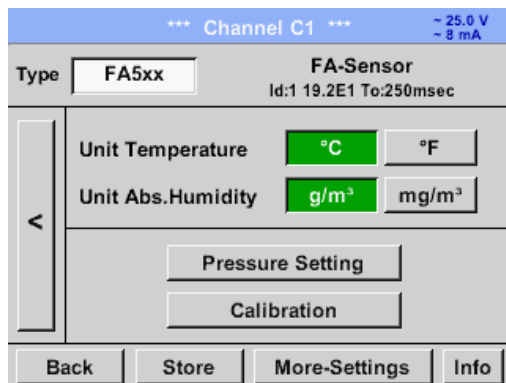 *** Channel C1 ***
~ 25.0 V
~ 8 mA
Type
FA5xx
FA-Sensor
Id:1 19.2E1 To:250msec
<
Unit Temperature °C °F
Unit Abs.Humidity g/m³ mg/m³
Pressure Setting
Calibration
Back Store More-Settings Info